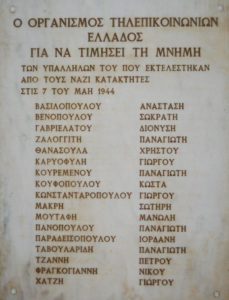 Ο ΟΡΓΑΝΙΣΜΟΣ ΤΗΛΕΠΙΚΟΙΝΩΝΙΩΝ
ΕΛΛΑΔΟΣ
ΓΙΑ ΝΑ ΤΙΜΗΣΕΙ ΤΗ ΜΝΗΜΗ
ΤΩΝ ΥΠΑΛΛΗΛΩΝ ΤΟΥ ΠΟΥ ΕΚΤΕΛΕΣΤΗΚΑΝ
ΑΠΟ ΤΟΥΣ ΝΑΖΙ ΚΑΤΑΚΤΗΤΕΣ
ΣΤΙΣ 7 ΤΟΥ ΜΑΗ 1944
ΒΑΣΙΛΟΠΟΥΛΟΥ ΑΝΑΣΤΑΣΗ
ΒΕΝΟΠΟΥΛΟΥ ΣΩΚΡΑΤΗ
ΓΑΒΡΙΕΛΑΤΟΥ ΔΙΟΝΥΣΗ
ΖΑΛΟΓΓΙΤΗ ΠΑΝΑΓΙΩΤΗ
ΘΑΝΑΣΟΥΛΑ ΧΡΗΣΤΟΥ
ΚΑΡΥΟΦΥΛΗ ΓΙΩΡΓΟΥ
ΚΟΥΡΕΜΕΝΟΥ ΠΑΝΑΓΙΩΤΗ
ΚΟΥΦΟΠΟΥΛΟΥ ΚΩΣΤΑ
ΚΩΝΣΤΑΝΤΑΡΟΠΟΥΛΟΥ ΓΙΩΡΓΟΥ
ΜΑΚΡΗ ΣΩΤΗΡΗ
ΜΟΥΤΑΦΗ ΜΑΝΩΛΗ
ΠΑΝΟΠΟΥΛΟΥ ΠΑΝΑΓΙΩΤΗ
ΠΑΡΑΔΕΙΣΟΠΟΥΛΟΥ ΙΟΡΔΑΝΗ
ΤΑΒΟΥΛΑΡΙΔΗ ΠΑΝΑΓΙΩΤΗ
ΤΖΑΝΝΗ ΠΕΤΡΟΥ
ΦΡΑΓΚΟΓΙΑΝΝΗ ΝΙΚΟΥ
ΧΑΤΖΗ ΓΙΩΡΓΟΥ